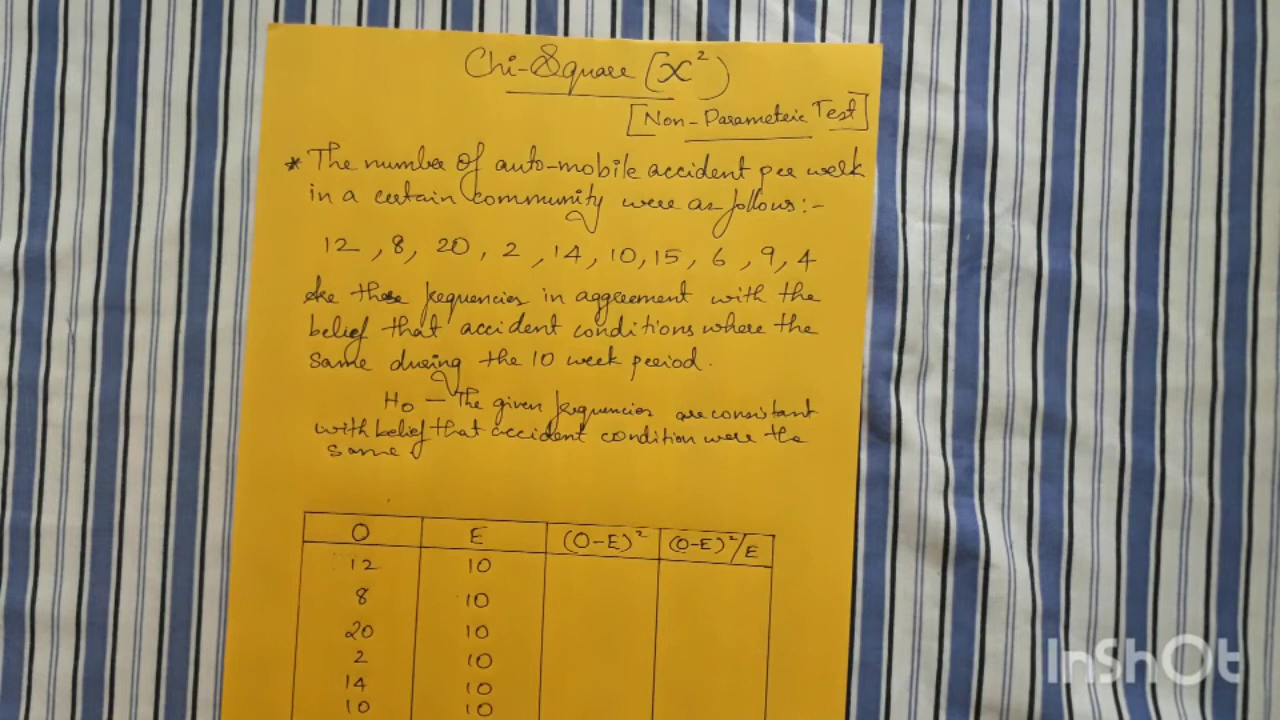 Chi-Square (x²)
[Non-Parametric Test]
* The number of auto-mobile accident per week
in a certain community were as follows:-
12, 8, 20, 2, 14, 10, 15, 6, 9, 4
Are these frequencies in aggreement with the
belief that accident conditions where the
same during the 10 week period.
H₀ - The given frequencies are consistant
with belief that accident condition were the
same.
O E (O-E)² (O-E)²/E
12 10
8 10
20 10
2 10
14 10
10 10
InShOt